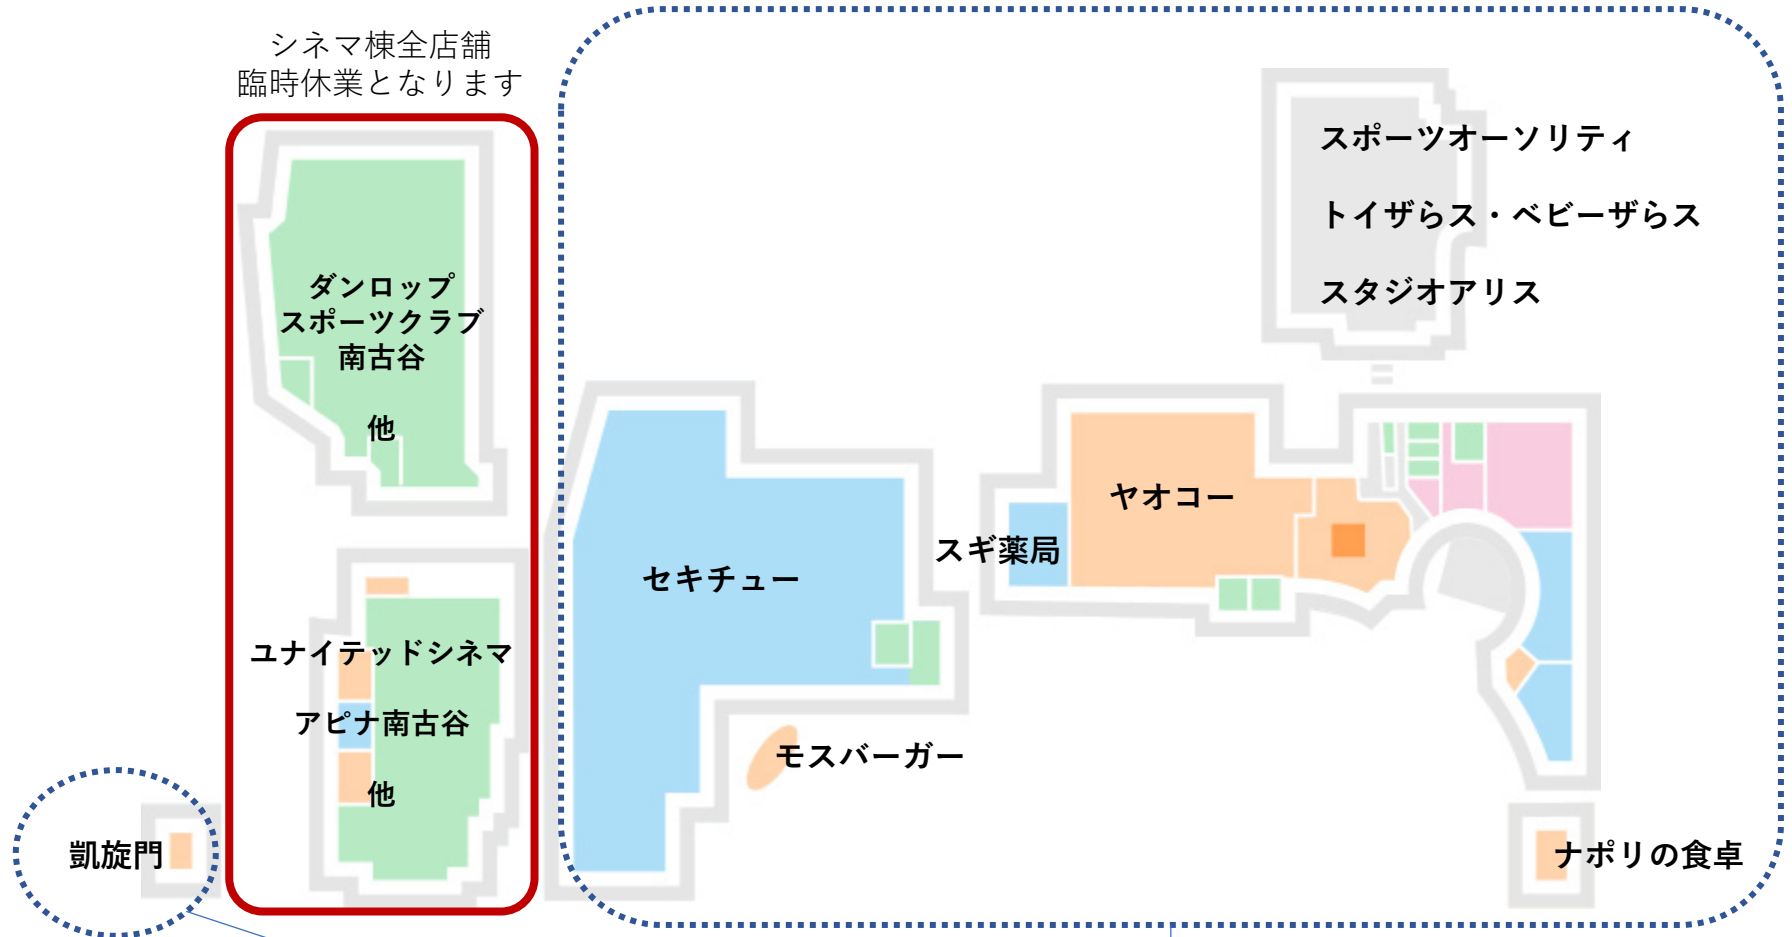 シネマ棟全店舗
臨時休業となります
ダンロップ
スポーツクラブ
南古谷
他
ユナイテッドシネマ
アピナ南古谷
他
凱旋門
セキチュー
モスバーガー
スギ薬局
ヤオコー
スポーツオーソリティ
トイザらス・ベビーザらス
スタジオアリス
ナポリの食卓